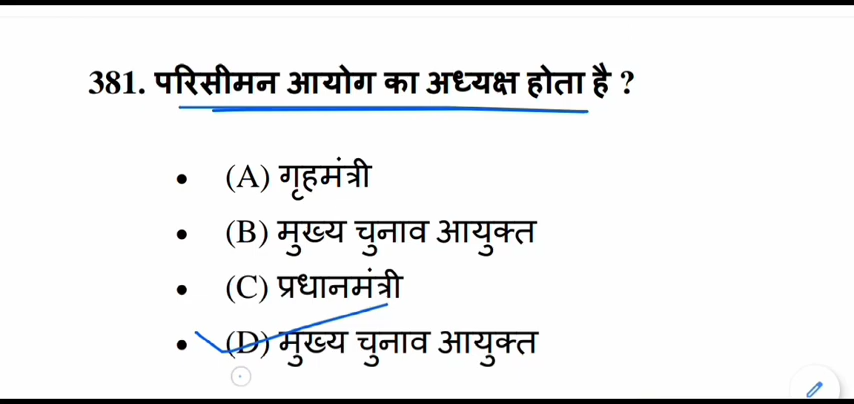 381. परिसीमन आयोग का अध्यक्ष होता है ?
• (A) गृहमंत्री
• (B) मुख्य चुनाव आयुक्त
• (C) प्रधानमंत्री
• (D) मुख्य चुनाव आयुक्त